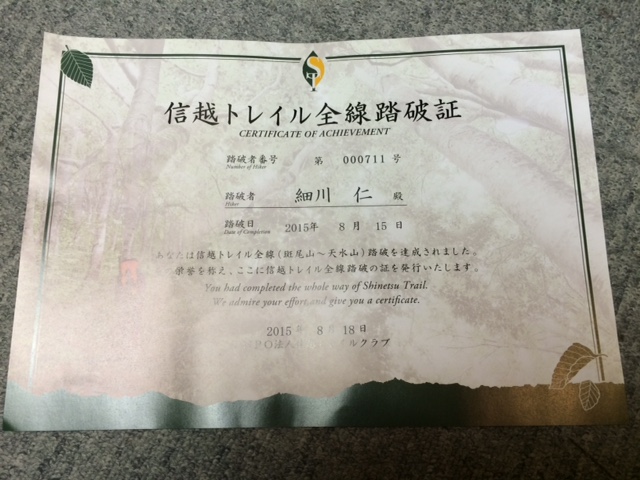 信越トレイル全線踏破証
CERTIFICATE OF ACHIEVEMENT
踏破者番号 第 000711 号
Number of Hiker
踏破者 細川 仁 殿
Hiker
踏破日 2015年 8月 15日
Date of Completion
あなたは信越トレイル全線(斑尾山～天水山)踏破を達成されました。
栄誉を称え、ここに信越トレイル全線踏破の証を発行いたします。
You had completed the whole way of Shinetsu Trail.
We admire your effort and give you a certificate.
2015年 8月18日
法人 イルクラブ